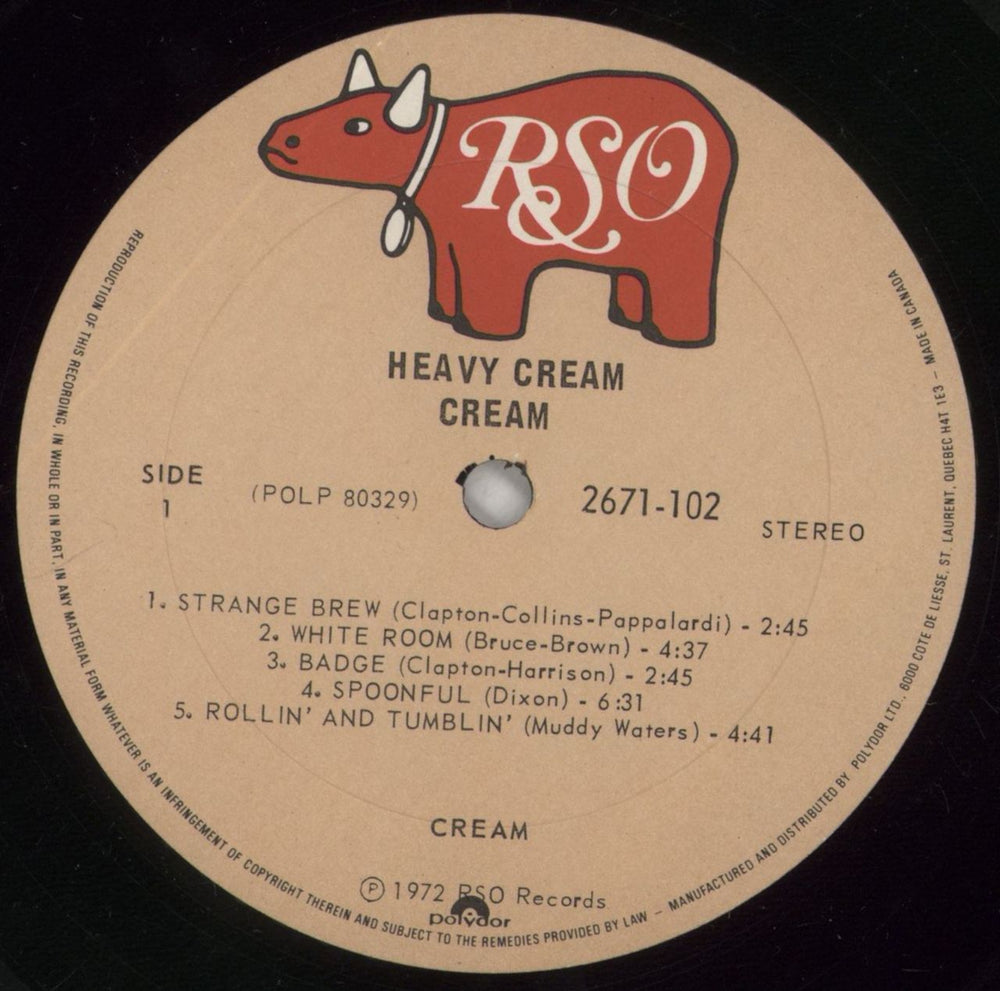 RSO
HEAVY CREAM
CREAM
SIDE
1
(POLP 80329)
2671-102
STEREO
1. STRANGE BREW (Clapton-Collins-Pappalardi) - 2:45
2. WHITE ROOM (Bruce-Brown) - 4:37
3. BADGE (Clapton-Harrison) - 2:45
4. SPOONFUL (Dixon) - 6:31
5. ROLLIN' AND TUMBLIN' (Muddy Waters) - 4:41
CREAM
℗ 1972 RSO Records
polydor
REPRODUCTION OF THIS RECORDING, IN WHOLE OR IN PART, IN ANY MATERIAL FORM WHATEVER IS AN INFRINGEMENT OF COPYRIGHT THEREIN AND SUBJECT TO THE REMEDIES PROVIDED BY LAW — MANUFACTURED AND DISTRIBUTED BY POLYDOR LTD., 6000 COTE DE LIESSE, ST. LAURENT, QUEBEC H4T 1E3 — MADE IN CANADA